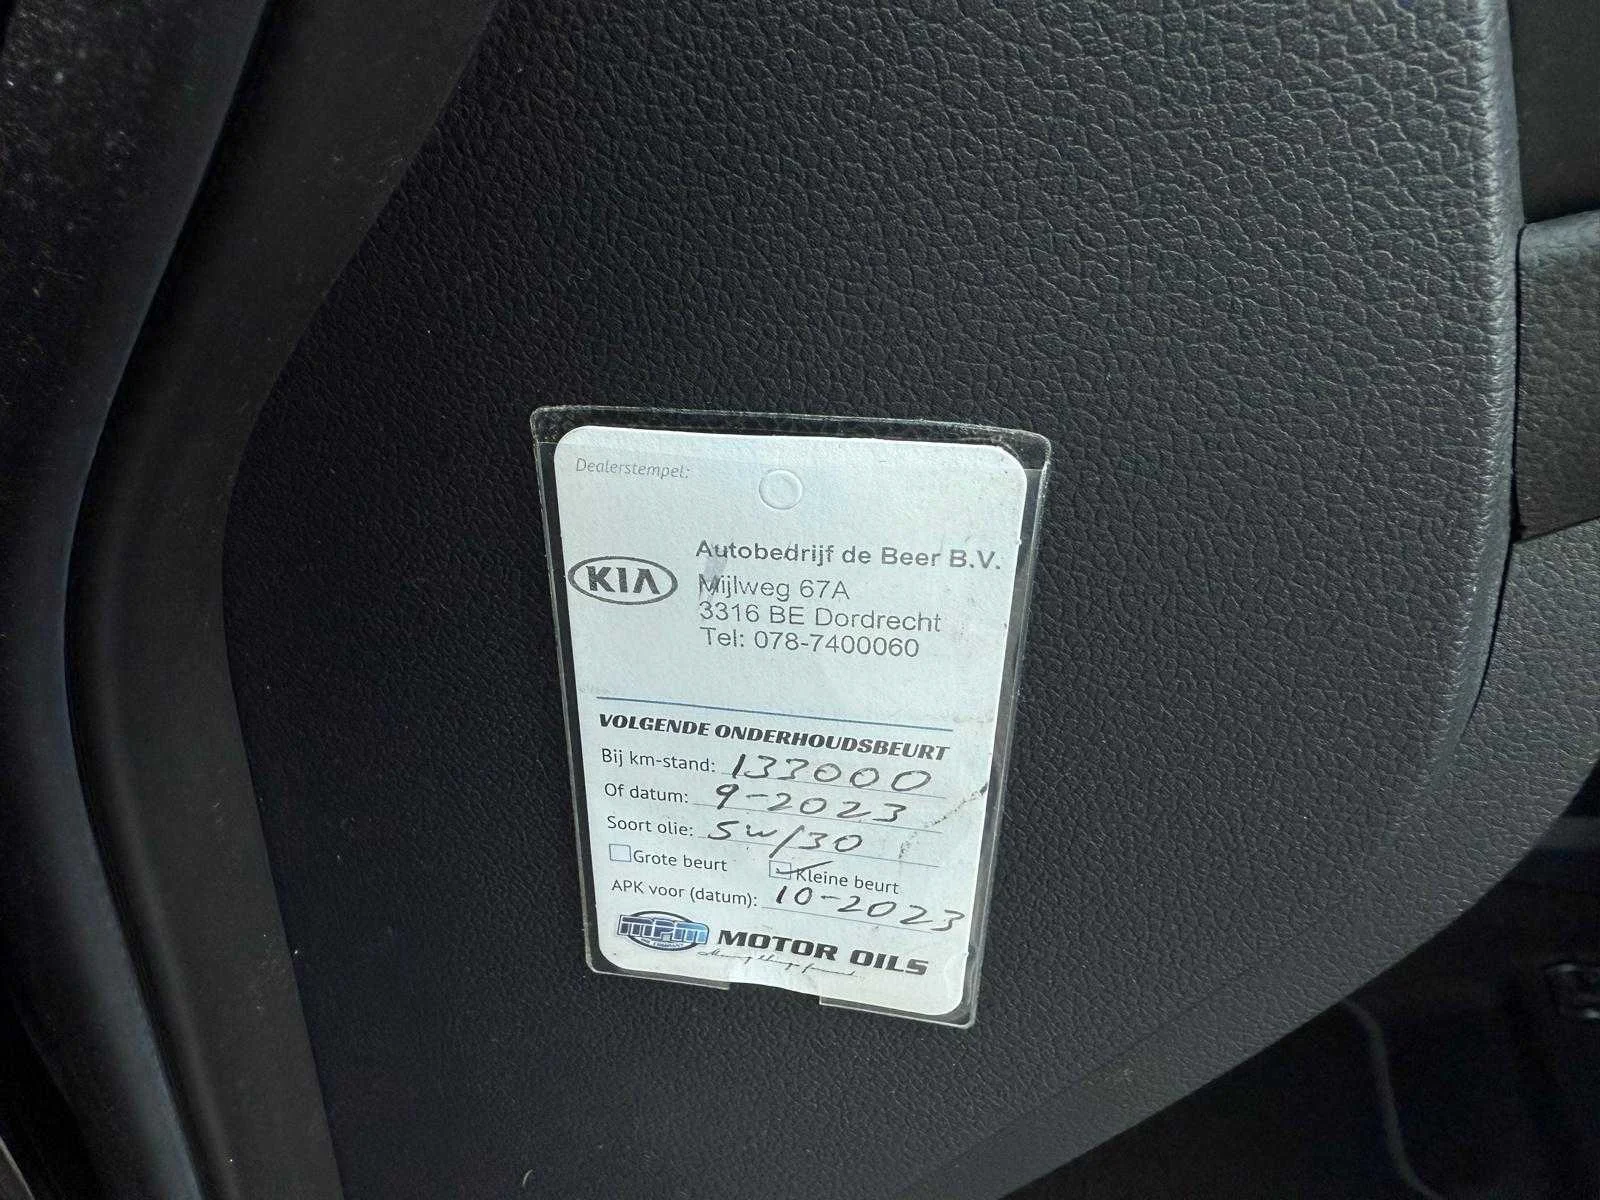 Dealerstempel:
KIA
Autobedrijf de Beer B.V.
Mijlweg 67A
3316 BE Dordrecht
Tel: 078-7400060
VOLGENDE ONDERHOUDSBEURT
Bij km-stand: 133000
Of datum: 9-2023
Soort olie: 5w/30
Grote beurt Kleine beurt
APK voor (datum): 10-2023
mpm MOTOR OILS